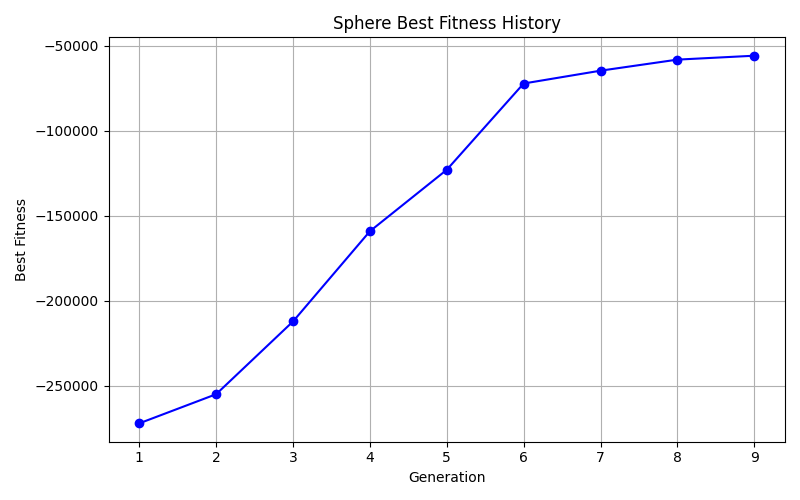 Sphere Best Fitness History
Best Fitness
−50000
−100000
−150000
−200000
−250000
1 2 3 4 5 6 7 8 9
Generation